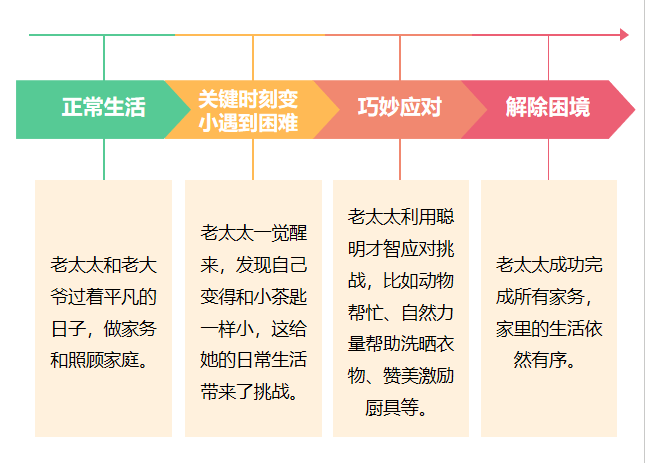 正常生活
关键时刻变
小遇到困难
巧妙应对
解除困境
老太太和老大
爷过着平凡的
日子，做家务
和照顾家庭。
老太太一觉醒
来，发现自己
变得和小茶匙
一样小，这给
她的日常生活
带来了挑战。
老太太利用聪
明才智应对挑
战，比如动物
帮忙、自然力
量帮助洗晒衣
物、赞美激励
厨具等。
老太太成功完
成所有家务，
家里的生活依
然有序。